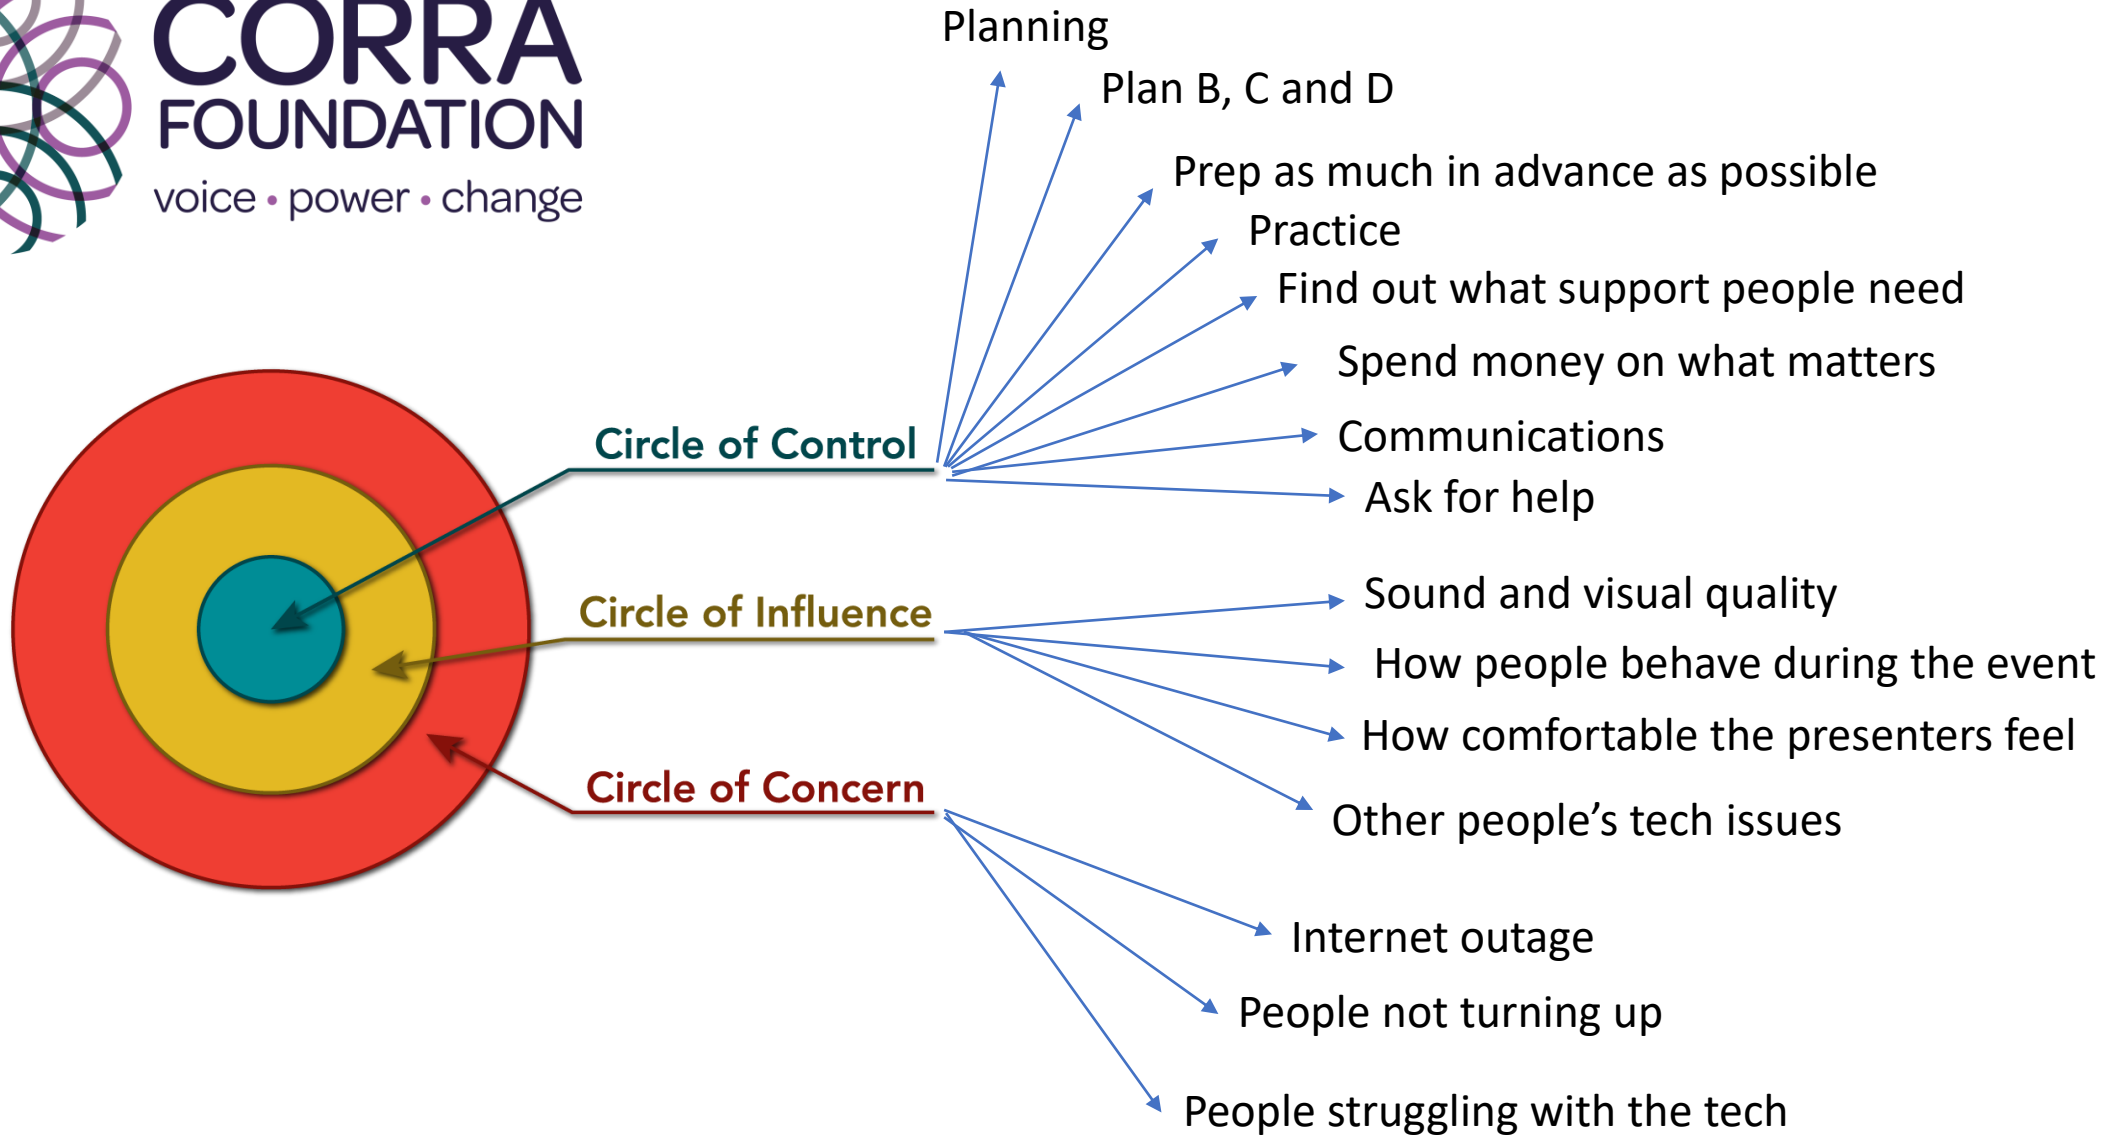 CORRA
FOUNDATION
voice • power • change
Planning
Plan B, C and D
Prep as much in advance as possible
Practice
Find out what support people need
Spend money on what matters
Circle of Control
Communications
Ask for help
Circle of Influence
Sound and visual quality
How people behave during the event
How comfortable the presenters feel
Other people’s tech issues
Circle of Concern
Internet outage
People not turning up
People struggling with the tech